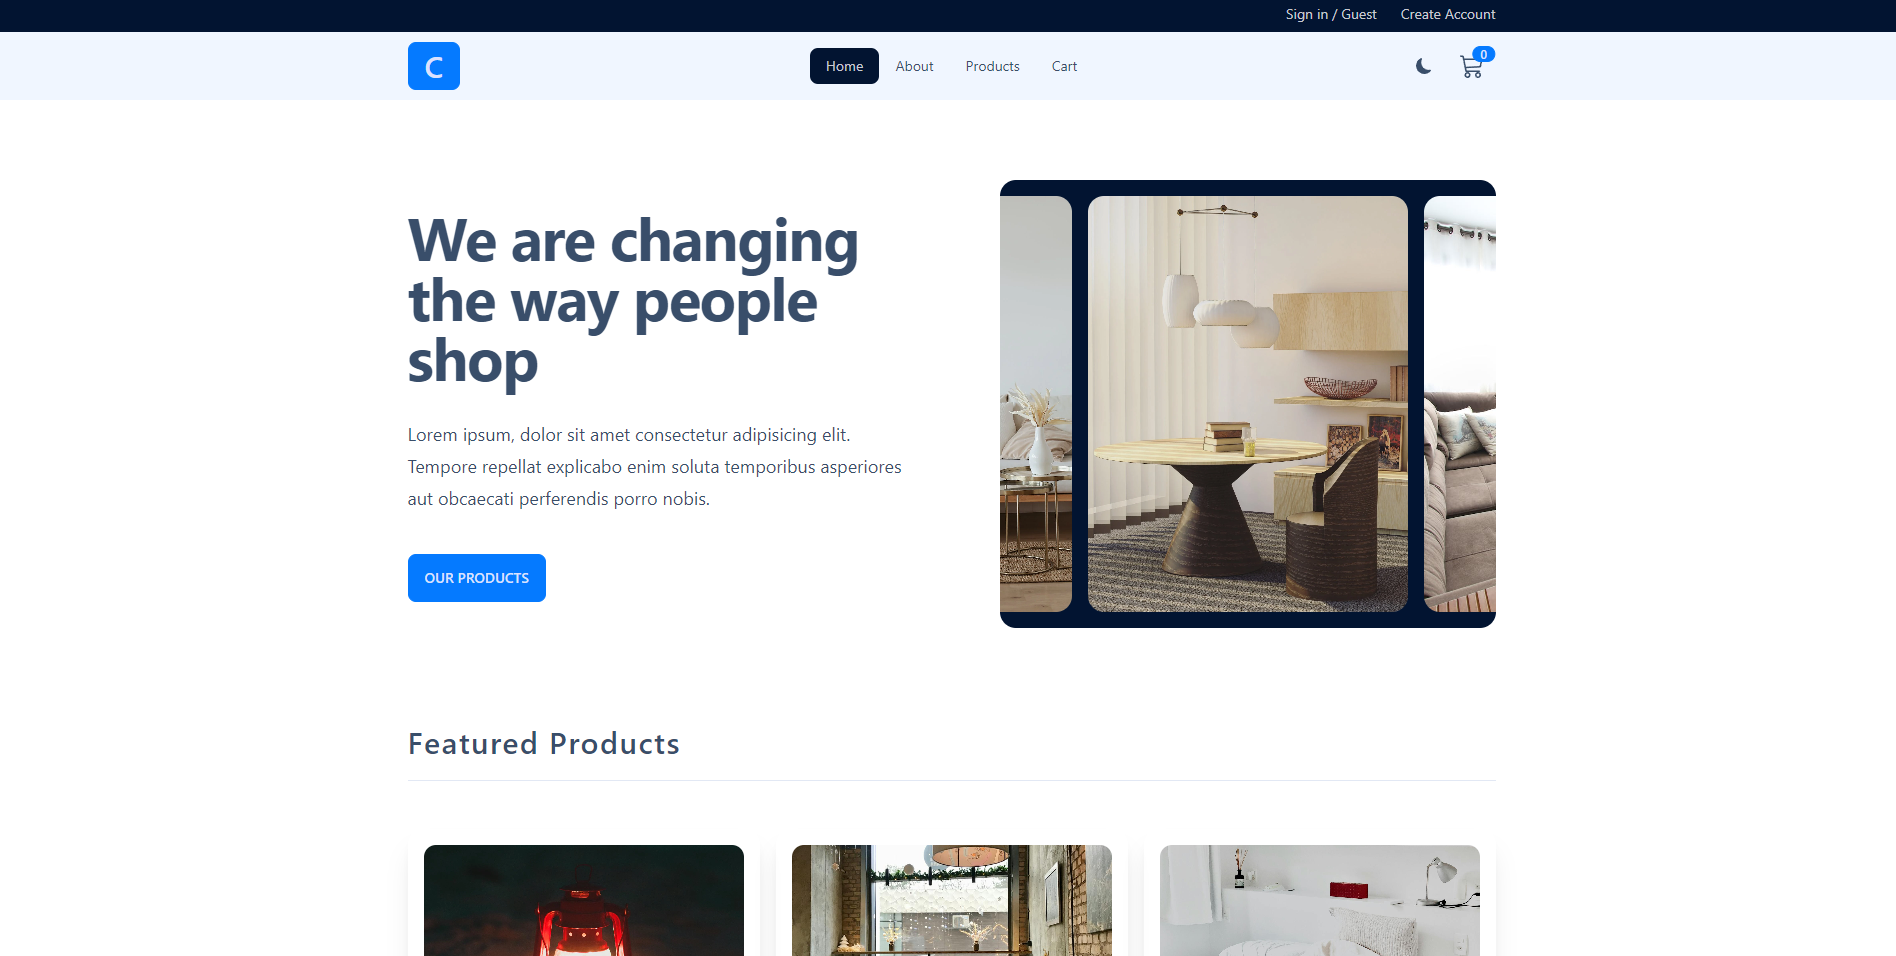 Sign in / Guest Create Account
C
Home About Products Cart
0
We are changing
the way people
shop
Lorem ipsum, dolor sit amet consectetur adipisicing elit.
Tempore repellat explicabo enim soluta temporibus asperiores
aut obcaecati perferendis porro nobis.
OUR PRODUCTS
Featured Products